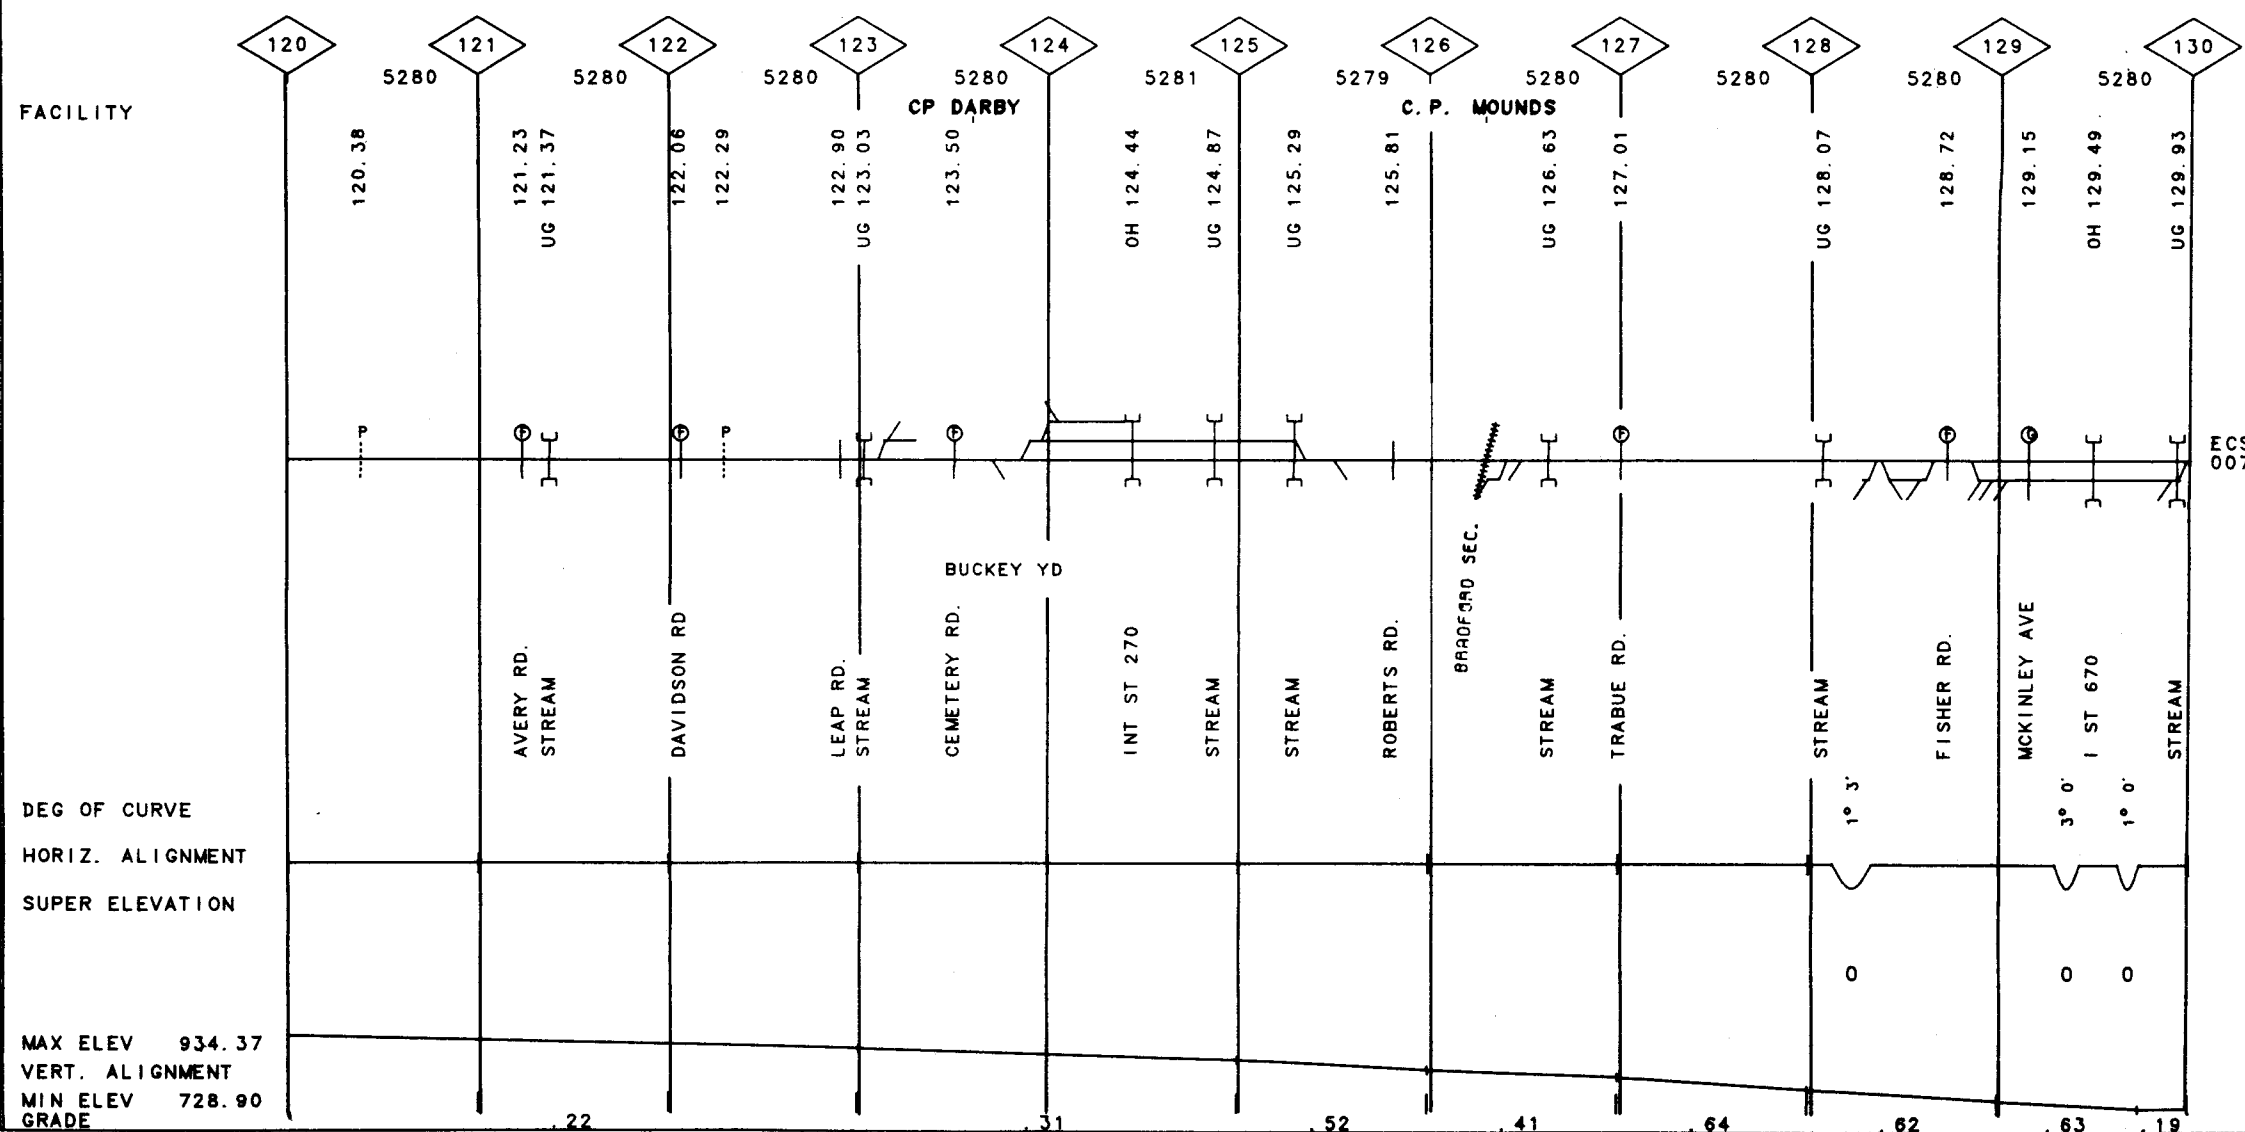 120 121 122 123 124 125 126 127 128 129 130
5280 5280 5280 5280 5281 5279 5280 5280 5280 5280
FACILITY
CP DARBY
C. P. MOUNDS
120.38
121.23
UG 121.37
122.06
122.29
122.90
UG 123.03
123.50
OH 124.44
UG 124.87
UG 125.29
125.81
UG 126.63
127.01
UG 128.07
128.72
129.15
OH 129.49
UG 129.93
P
F
F
P
F
F
F
G
ECS
007
BUCKEY YD
BRADFORD SEC.
AVERY RD.
STREAM
DAVIDSON RD
LEAP RD.
STREAM
CEMETERY RD.
INT ST 270
STREAM
STREAM
ROBERTS RD.
STREAM
TRABUE RD.
STREAM
FISHER RD.
MCKINLEY AVE
I ST 670
STREAM
DEG OF CURVE
1° 3'
3° 0'
1° 0'
HORIZ. ALIGNMENT
SUPER ELEVATION
0 0 0
MAX ELEV 934.37
VERT. ALIGNMENT
MIN ELEV 728.90
GRADE .22 .31 .52 .41 .64 .62 .63 .19